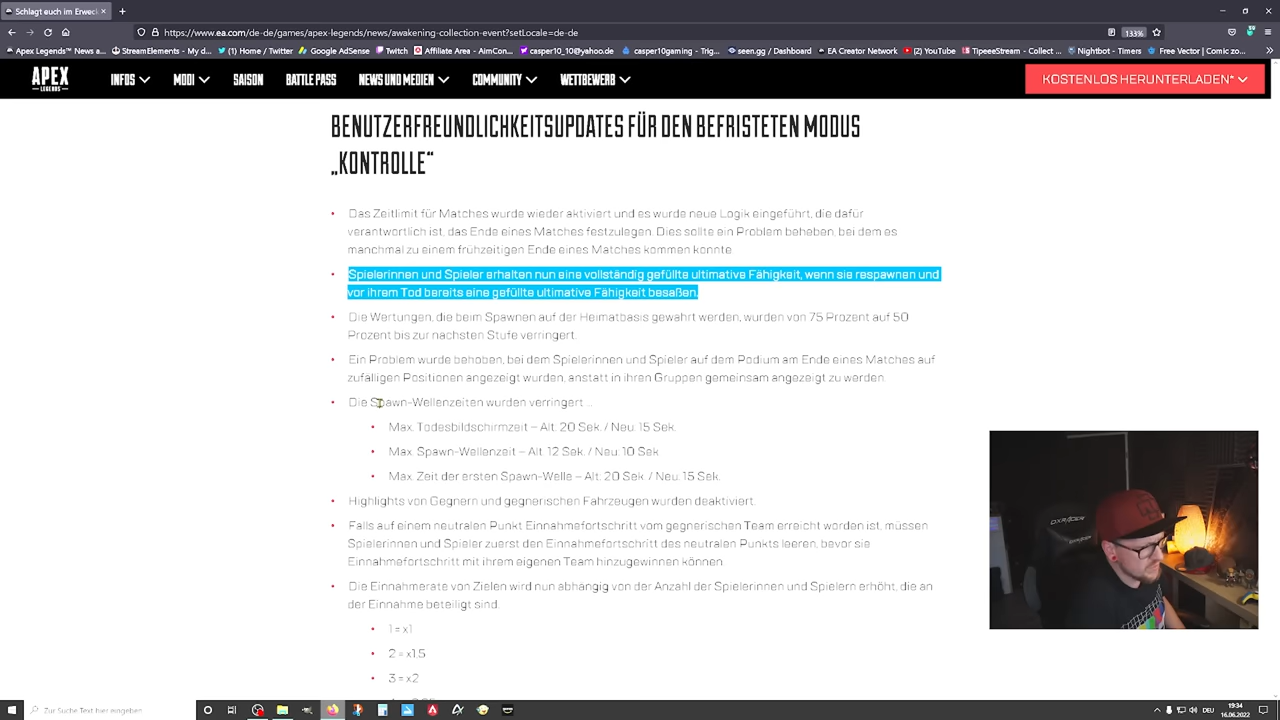 Schlagt euch im Erweck
https://www.ea.com/de-de/games/apex-legends/news/awakening-collection-event?setLocale=de-de
133%
Apex Legends™ News a...
StreamElements
(1) Home / Twitter
Google AdSense
Twitch
Affiliate Area - AimCon...
casper10_10@yahoo.de
casper10gaming - Trig...
seen.gg / Dashboard
EA Creator Network
(2) YouTube
TipeeeStream - Collect ...
Nightbot - Timers
Free Vector | Comic zo...
APEX
LEGENDS
INFOS
MODI
SAISON
BATTLE PASS
NEWS UND MEDIEN
COMMUNITY
WETTBEWERB
KOSTENLOS HERUNTERLADEN*
BENUTZERFREUNDLICHKEITSUPDATES FÜR DEN BEFRISTETEN MODUS
„KONTROLLE“
• Das Zeitlimit für Matches wurde wieder aktiviert und es wurde neue Logik eingeführt, die dafür
verantwortlich ist, das Ende eines Matches festzulegen. Dies sollte ein Problem beheben, bei dem es
manchmal zu einem frühzeitigen Ende eines Matches kommen konnte.
• Spielerinnen und Spieler erhalten nun eine vollständig gefüllte ultimative Fähigkeit, wenn sie respawnen und
vor ihrem Tod bereits eine gefüllte ultimative Fähigkeit besaßen.
• Die Wertungen, die beim Spawnen auf der Heimatbasis gewährt werden, wurden von 75 Prozent auf 50
Prozent bis zur nächsten Stufe verringert.
• Ein Problem wurde behoben, bei dem Spielerinnen und Spieler auf dem Podium am Ende eines Matches auf
zufälligen Positionen angezeigt wurden, anstatt in ihren Gruppen gemeinsam angezeigt zu werden.
• Die Spawn-Wellenzeiten wurden verringert ...
• Max. Todesbildschirmzeit – Alt: 20 Sek. / Neu: 15 Sek.
• Max. Spawn-Wellenzeit – Alt: 12 Sek. / Neu: 10 Sek.
• Max. Zeit der ersten Spawn-Welle – Alt: 20 Sek. / Neu: 15 Sek.
• Highlights von Gegnern und gegnerischen Fahrzeugen wurden deaktiviert.
• Falls auf einem neutralen Punkt Einnahmefortschritt vom gegnerischen Team erreicht worden ist, müssen
Spielerinnen und Spieler zuerst den Einnahmefortschritt des neutralen Punkts leeren, bevor sie
Einnahmefortschritt mit ihrem eigenen Team hinzugewinnen können.
• Die Einnahmerate von Zielen wird nun abhängig von der Anzahl der Spielerinnen und Spielern erhöht, die an
der Einnahme beteiligt sind.
• 1 = x1
• 2 = x1,5
• 3 = x2
DXRACER
Zur Suche Text hier eingeben
DEU
19:34
16.06.2022